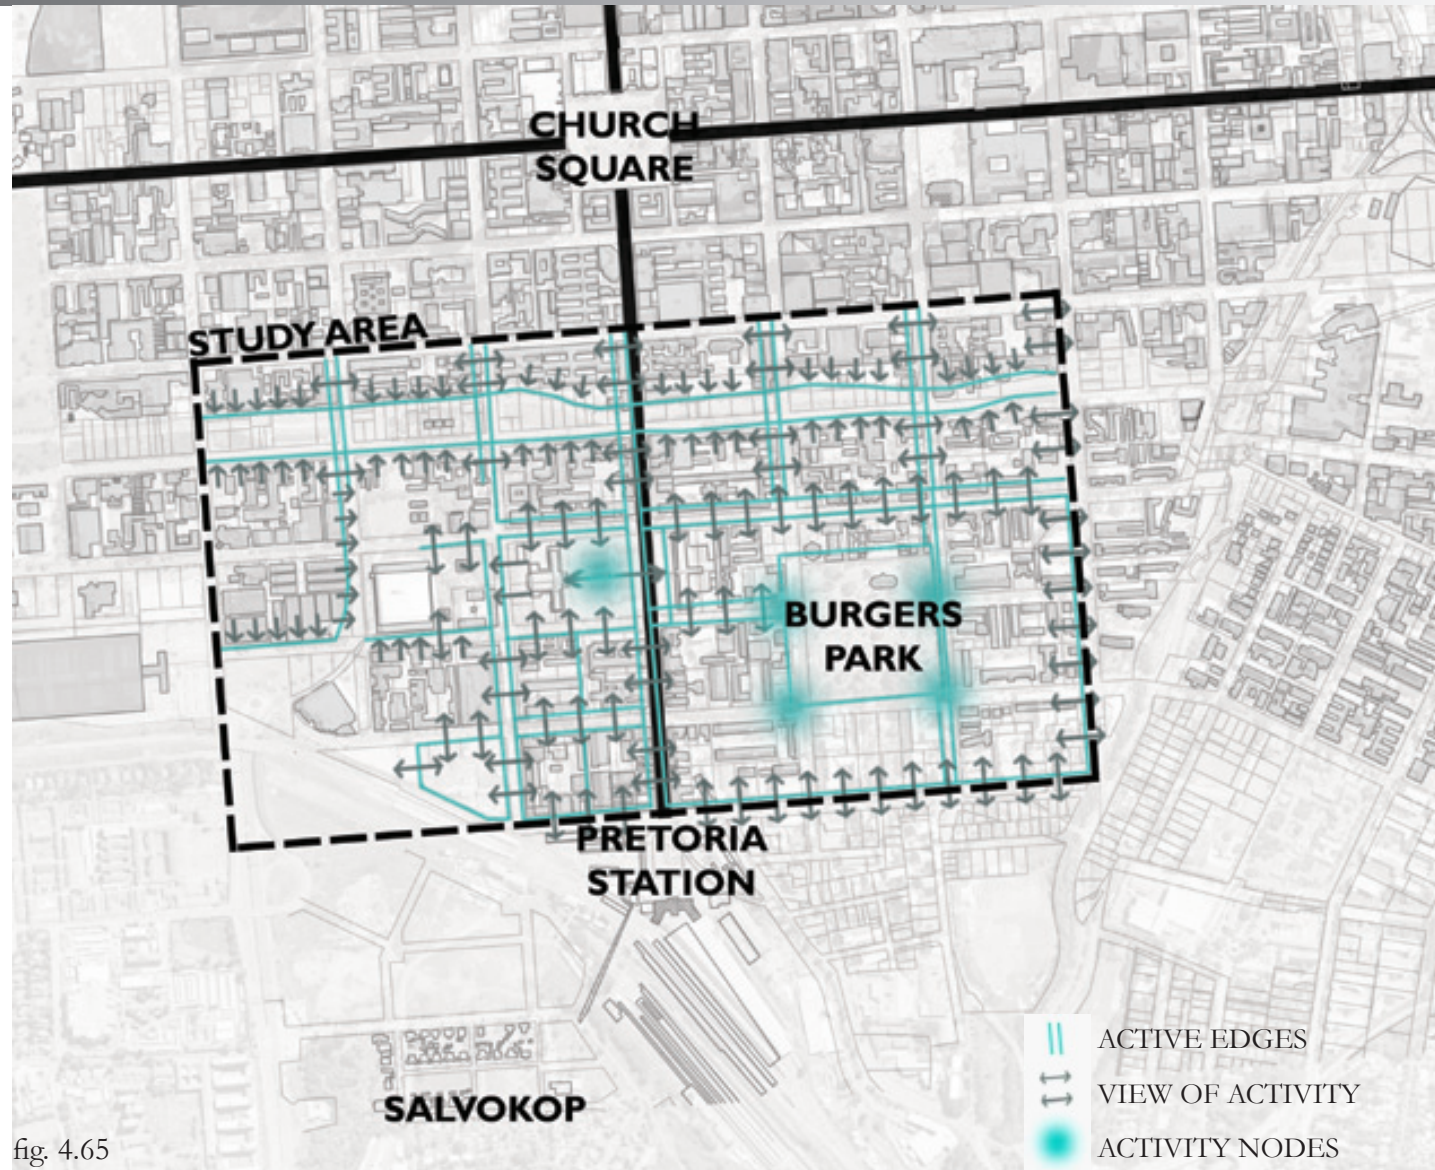 CHURCH
SQUARE
STUDY AREA
BURGERS
PARK
PRETORIA
STATION
SALVOKOP
ACTIVE EDGES
VIEW OF ACTIVITY
ACTIVITY NODES
fig. 4.65